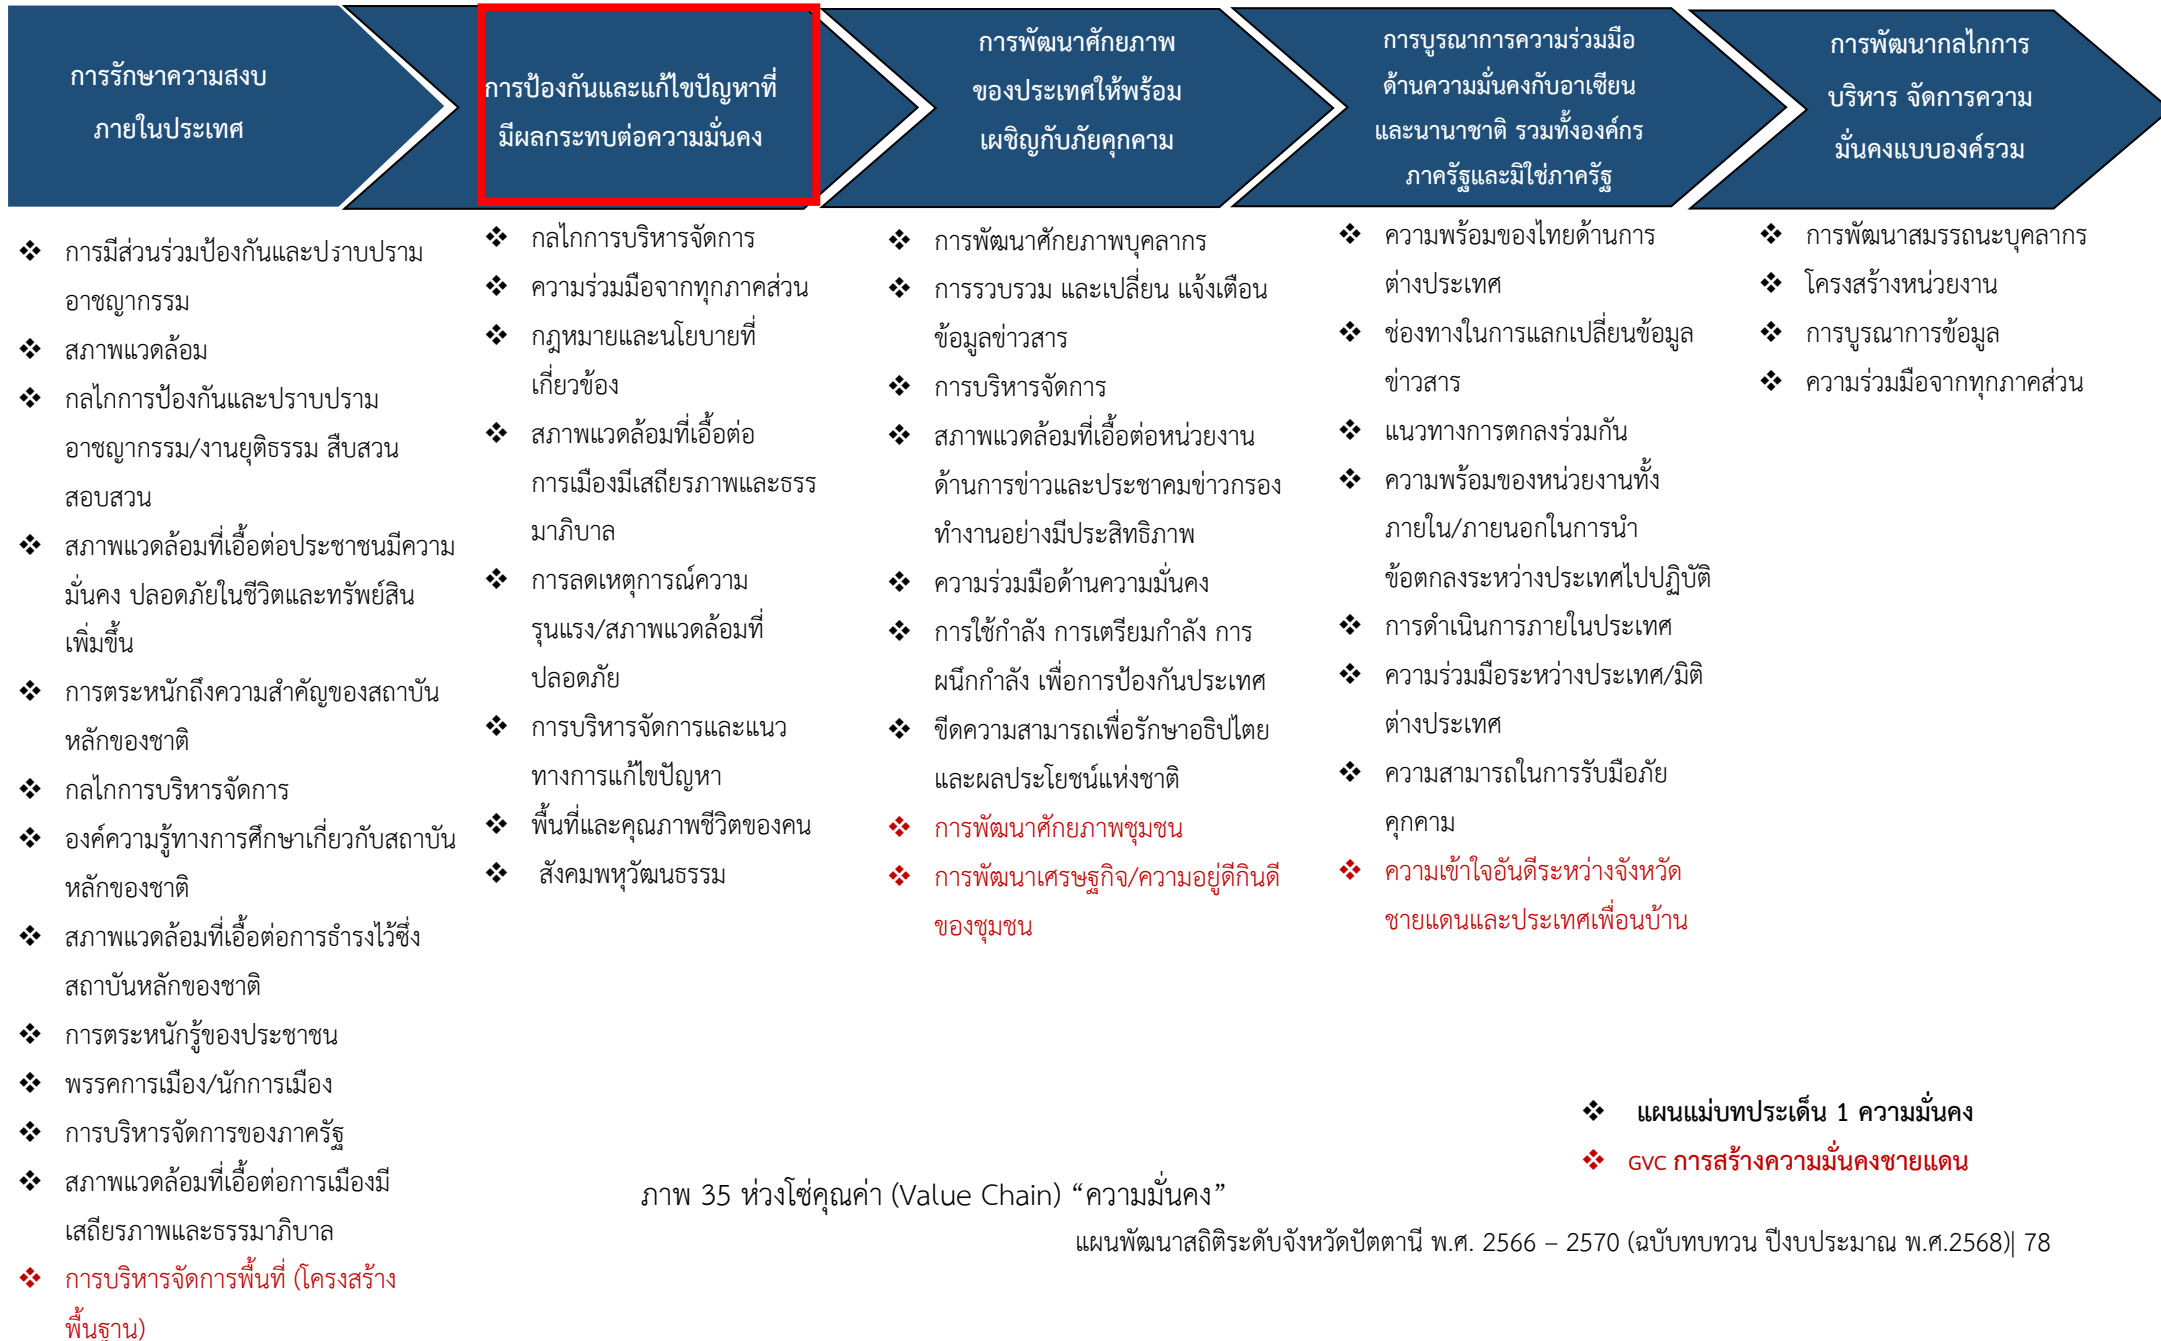 การรักษาความสงบ
ภายในประเทศ
การป้องกันและแก้ไขปัญหาที่
มีผลกระทบต่อความมั่นคง
การพัฒนาศักยภาพ
ของประเทศให้พร้อม
เผชิญกับภัยคุกคาม
การบูรณาการความร่วมมือ
ด้านความมั่นคงกับอาเซียน
และนานาชาติ รวมทั้งองค์กร
ภาครัฐและมิใช่ภาครัฐ
การพัฒนากลไกการ
บริหาร จัดการความ
มั่นคงแบบองค์รวม
❖ การมีส่วนร่วมป้องกันและปราบปราม
อาชญากรรม
❖ สภาพแวดล้อม
❖ กลไกการป้องกันและปราบปราม
อาชญากรรม/งานยุติธรรม สืบสวน
สอบสวน
❖ สภาพแวดล้อมที่เอื้อต่อประชาชนมีความ
มั่นคง ปลอดภัยในชีวิตและทรัพย์สิน
เพิ่มขึ้น
❖ การตระหนักถึงความสำคัญของสถาบัน
หลักของชาติ
❖ กลไกการบริหารจัดการ
❖ องค์ความรู้ทางการศึกษาเกี่ยวกับสถาบัน
หลักของชาติ
❖ สภาพแวดล้อมที่เอื้อต่อการธำรงไว้ซึ่ง
สถาบันหลักของชาติ
❖ การตระหนักรู้ของประชาชน
❖ พรรคการเมือง/นักการเมือง
❖ การบริหารจัดการของภาครัฐ
❖ สภาพแวดล้อมที่เอื้อต่อการเมืองมี
เสถียรภาพและธรรมาภิบาล
❖ การบริหารจัดการพื้นที่ (โครงสร้าง
พื้นฐาน)
❖ กลไกการบริหารจัดการ
❖ ความร่วมมือจากทุกภาคส่วน
❖ กฎหมายและนโยบายที่
เกี่ยวข้อง
❖ สภาพแวดล้อมที่เอื้อต่อ
การเมืองมีเสถียรภาพและธรร
มาภิบาล
❖ การลดเหตุการณ์ความ
รุนแรง/สภาพแวดล้อมที่
ปลอดภัย
❖ การบริหารจัดการและแนว
ทางการแก้ไขปัญหา
❖ พื้นที่และคุณภาพชีวิตของคน
❖ สังคมพหุวัฒนธรรม
❖ การพัฒนาศักยภาพบุคลากร
❖ การรวบรวม และเปลี่ยน แจ้งเตือน
ข้อมูลข่าวสาร
❖ การบริหารจัดการ
❖ สภาพแวดล้อมที่เอื้อต่อหน่วยงาน
ด้านการข่าวและประชาคมข่าวกรอง
ทำงานอย่างมีประสิทธิภาพ
❖ ความร่วมมือด้านความมั่นคง
❖ การใช้กำลัง การเตรียมกำลัง การ
ผนึกกำลัง เพื่อการป้องกันประเทศ
❖ ขีดความสามารถเพื่อรักษาอธิปไตย
และผลประโยชน์แห่งชาติ
❖ การพัฒนาศักยภาพชุมชน
❖ การพัฒนาเศรษฐกิจ/ความอยู่ดีกินดี
ของชุมชน
❖ ความพร้อมของไทยด้านการ
ต่างประเทศ
❖ ช่องทางในการแลกเปลี่ยนข้อมูล
ข่าวสาร
❖ แนวทางการตกลงร่วมกัน
❖ ความพร้อมของหน่วยงานทั้ง
ภายใน/ภายนอกในการนำ
ข้อตกลงระหว่างประเทศไปปฏิบัติ
❖ การดำเนินการภายในประเทศ
❖ ความร่วมมือระหว่างประเทศ/มิติ
ต่างประเทศ
❖ ความสามารถในการรับมือภัย
คุกคาม
❖ ความเข้าใจอันดีระหว่างจังหวัด
ชายแดนและประเทศเพื่อนบ้าน
❖ การพัฒนาสมรรถนะบุคลากร
❖ โครงสร้างหน่วยงาน
❖ การบูรณาการข้อมูล
❖ ความร่วมมือจากทุกภาคส่วน
❖ แผนแม่บทประเด็น 1 ความมั่นคง
❖ GVC การสร้างความมั่นคงชายแดน
ภาพ 35 ห่วงโซ่คุณค่า (Value Chain) “ความมั่นคง”
แผนพัฒนาสถิติระดับจังหวัดปัตตานี พ.ศ. 2566 – 2570 (ฉบับทบทวน ปีงบประมาณ พ.ศ.2568)| 78